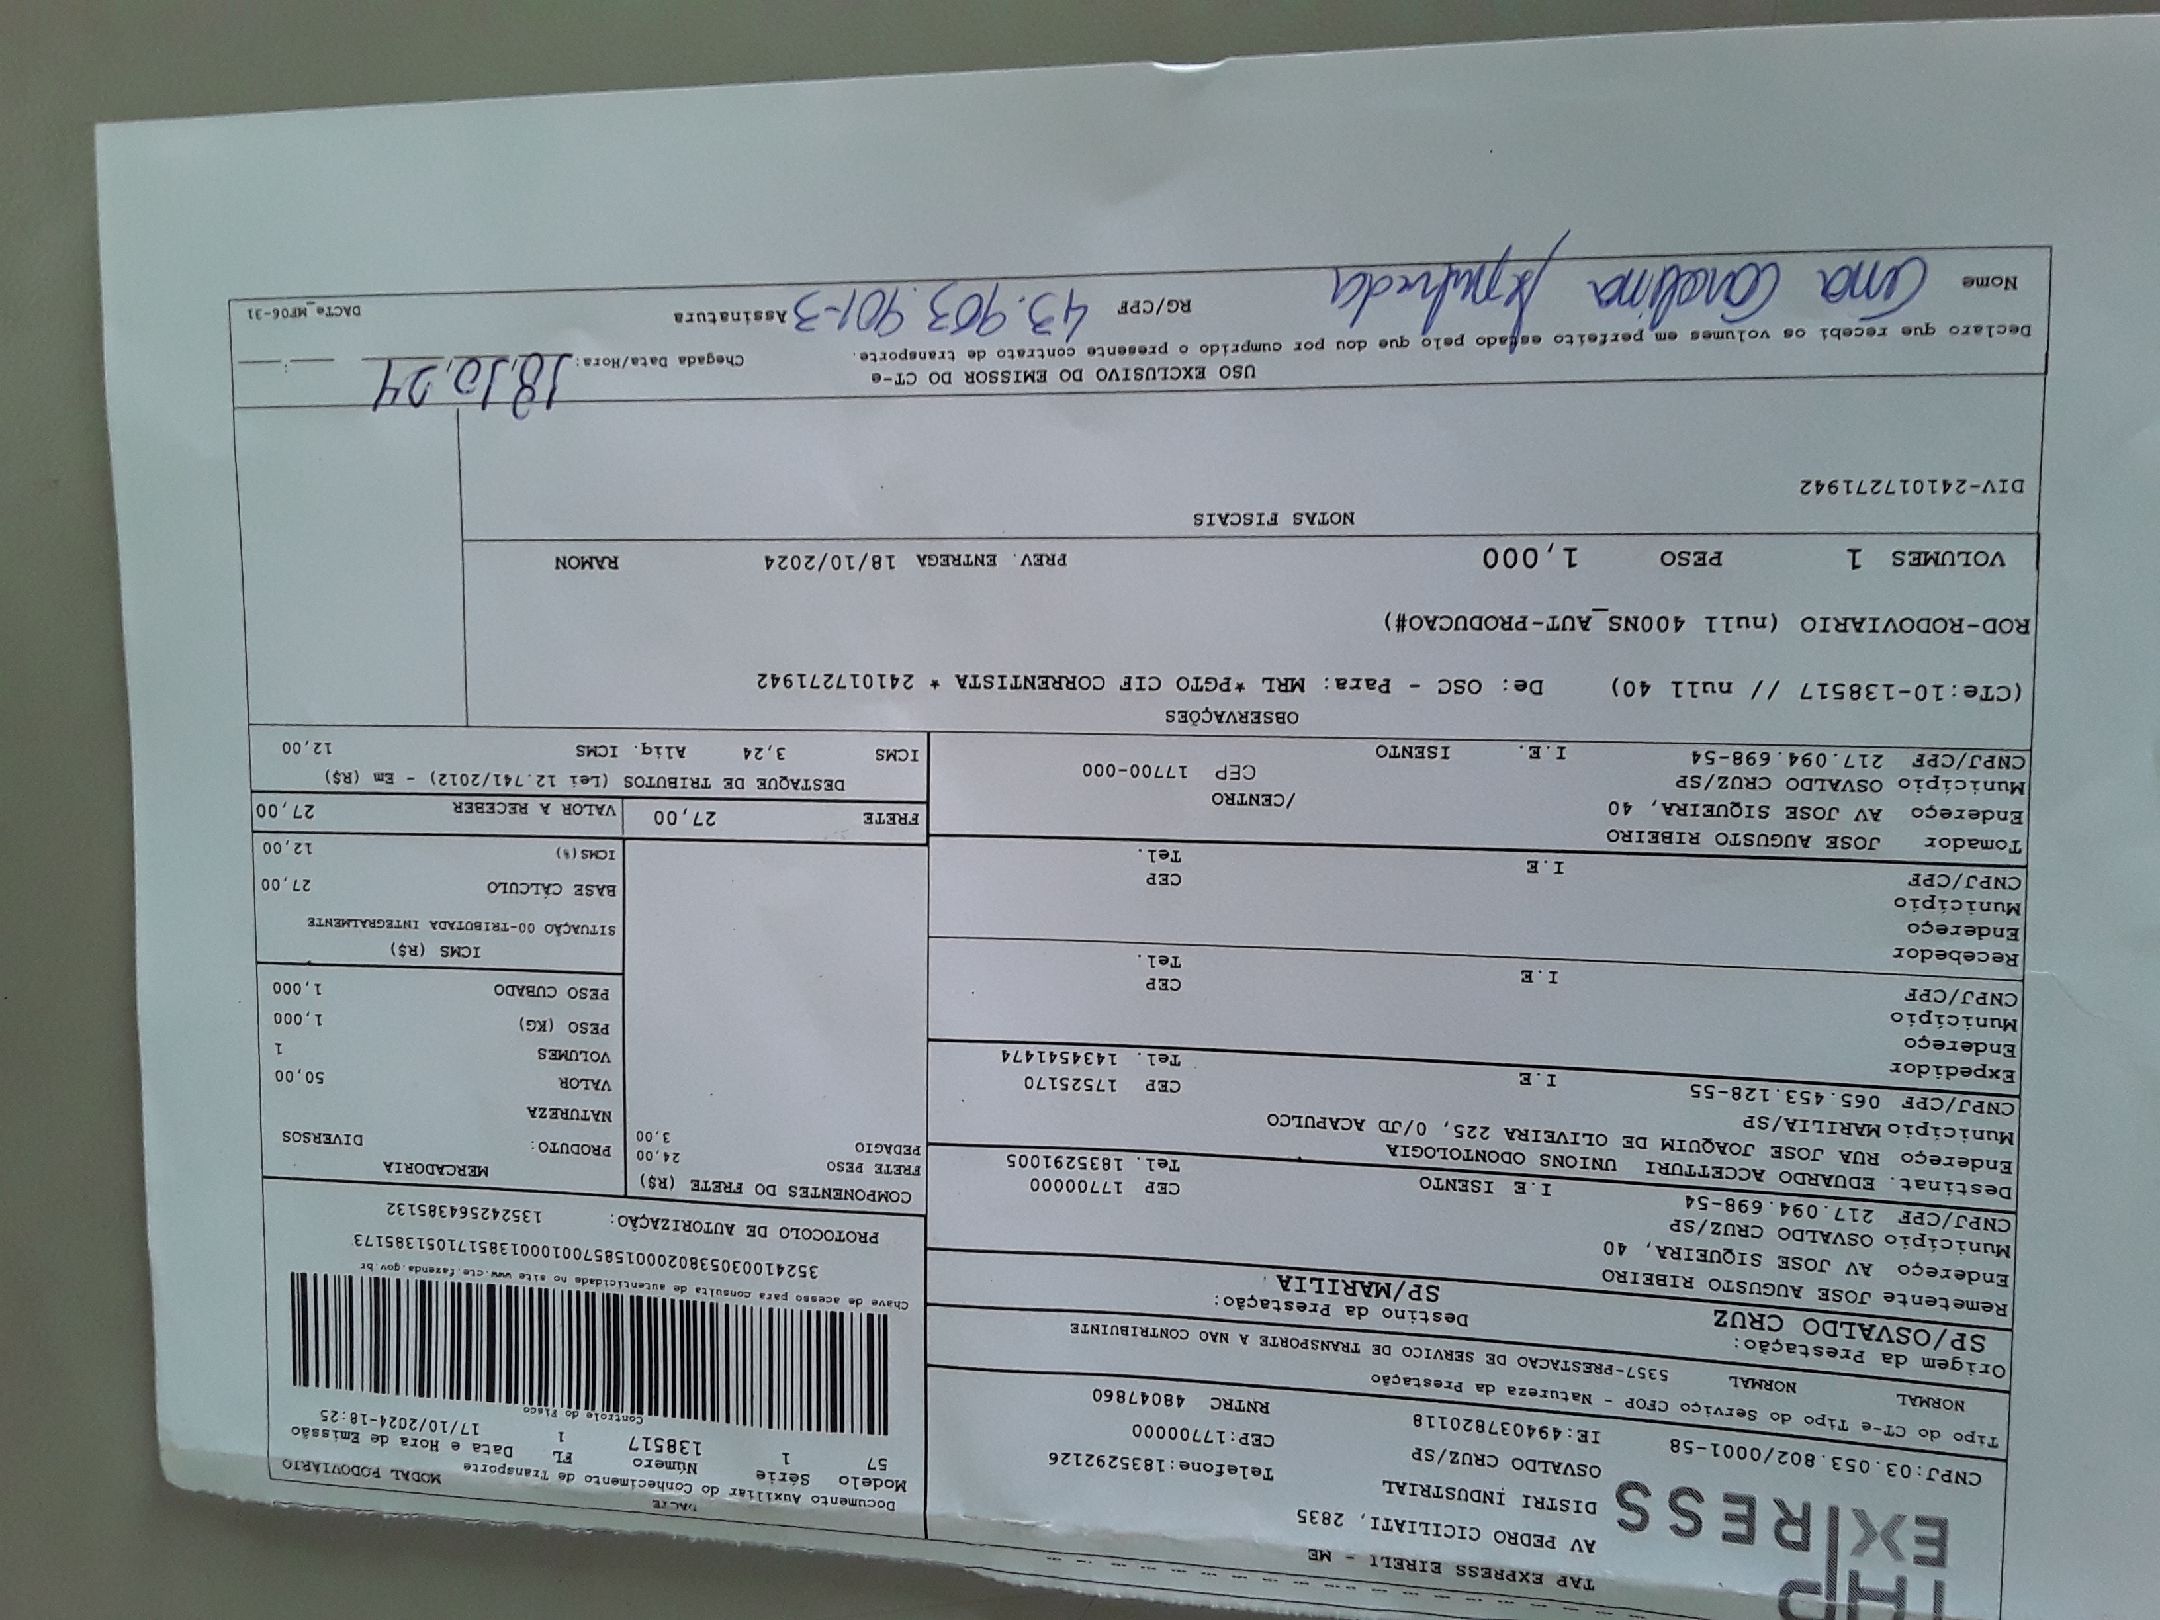 TAP
EXPRESS
TAP EXPRESS EIRELI - ME
AV PEDRO CICILIATI, 2835
DISTRI INDUSTRIAL
OSVALDO CRUZ/SP
Telefone:1835292126
CEP:17700000
CNPJ:03.053.802/0001-58
IE:494037820118
RNTRC 48047860
DACTE
Documento Auxiliar do Conhecimento de Transporte
MODAL RODOVIÁRIO
Modelo Série Número FL Data e Hora de Emissão
57 1 138517 1 17/10/2024-18:25
Controle do Fisco
Chave de acesso para consulta de autenticidade no site www.cte.fazenda.gov.br
35241003053802000158570010001385171051385173
PROTOCOLO DE AUTORIZAÇÃO: 135242564385132
Tipo do CT-e Tipo do Serviço CFOP - Natureza da Prestação
NORMAL NORMAL 5357-PRESTACAO DE SERVICO DE TRANSPORTE A NAO CONTRIBUINTE
Origem da Prestação: Destino da Prestação:
SP/OSVALDO CRUZ SP/MARILIA
Remetente JOSE AUGUSTO RIBEIRO
Endereço AV JOSE SIQUEIRA, 40
Município OSVALDO CRUZ/SP CEP 17700000
CNPJ/CPF 217.094.698-54 I.E ISENTO Tel. 1835291005
Destinat. EDUARDO ACCETTURI UNIONS ODONTOLOGIA
Endereço RUA JOSE JOAQUIM DE OLIVEIRA 225, 0/JD ACAPULCO
Município MARILIA/SP CEP 17525170
CNPJ/CPF 065.453.128-55 I.E Tel. 1434541474
Expedidor
Endereço
Município CEP
CNPJ/CPF I.E Tel.
Recebedor
Endereço
Município CEP
CNPJ/CPF I.E Tel.
Tomador JOSE AUGUSTO RIBEIRO
Endereço AV JOSE SIQUEIRA, 40 /CENTRO
Município OSVALDO CRUZ/SP CEP 17700-000
CNPJ/CPF 217.094.698-54 I.E. ISENTO
COMPONENTES DO FRETE (R$)
FRETE PESO 24,00
PEDAGIO 3,00
MERCADORIA
PRODUTO: DIVERSOS
NATUREZA
VALOR 50,00
VOLUMES 1
PESO (KG) 1,000
PESO CUBADO 1,000
ICMS (R$)
SITUAÇÃO 00-TRIBUTADA INTEGRALMENTE
BASE CÁLCULO 27,00
ICMS(%) 12,00
FRETE 27,00 VALOR A RECEBER 27,00
DESTAQUE DE TRIBUTOS (Lei 12.741/2012) - Em (R$)
ICMS 3,24 Aliq. ICMS 12,00
OBSERVAÇÕES
(CTe:10-138517 // null 40) De: OSC - Para: MRL *PGTO CIF CORRENTISTA * 241017271942
ROD-RODOVIARIO (null 400NS_AUT-PRODUCAO#)
VOLUMES 1 PESO 1,000 PREV. ENTREGA 18/10/2024 RAMON
NOTAS FISCAIS
DIV-241017271942
USO EXCLUSIVO DO EMISSOR DO CT-e
Declaro que recebi os volumes em perfeito estado pelo que dou por cumprido o presente contrato de transporte.
Chegada Data/Hora: 18,10,24
Nome Ana Carolina RG/CPF 43.903.901-3 Assinatura
DACTe_MF06-31